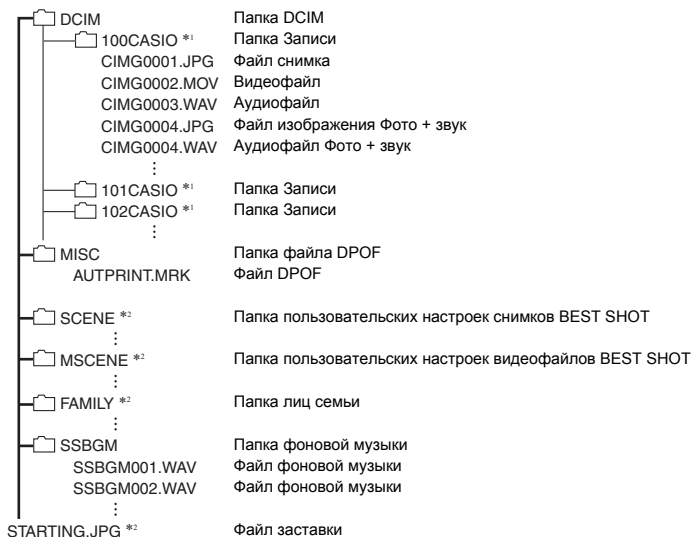 DCIM Папка DCIM
100CASIO *1 Папка Записи
CIMG0001.JPG Файл снимка
CIMG0002.MOV Видеофайл
CIMG0003.WAV Аудиофайл
CIMG0004.JPG Файл изображения Фото + звук
CIMG0004.WAV Аудиофайл Фото + звук
101CASIO *1 Папка Записи
102CASIO *1 Папка Записи
MISC Папка файла DPOF
AUTPRINT.MRK Файл DPOF
SCENE *2 Папка пользовательских настроек снимков BEST SHOT
MSCENE *2 Папка пользовательских настроек видеофайлов BEST SHOT
FAMILY *2 Папка лиц семьи
SSBGM Папка фоновой музыки
SSBGM001.WAV Файл фоновой музыки
SSBGM002.WAV Файл фоновой музыки
STARTING.JPG *2 Файл заставки